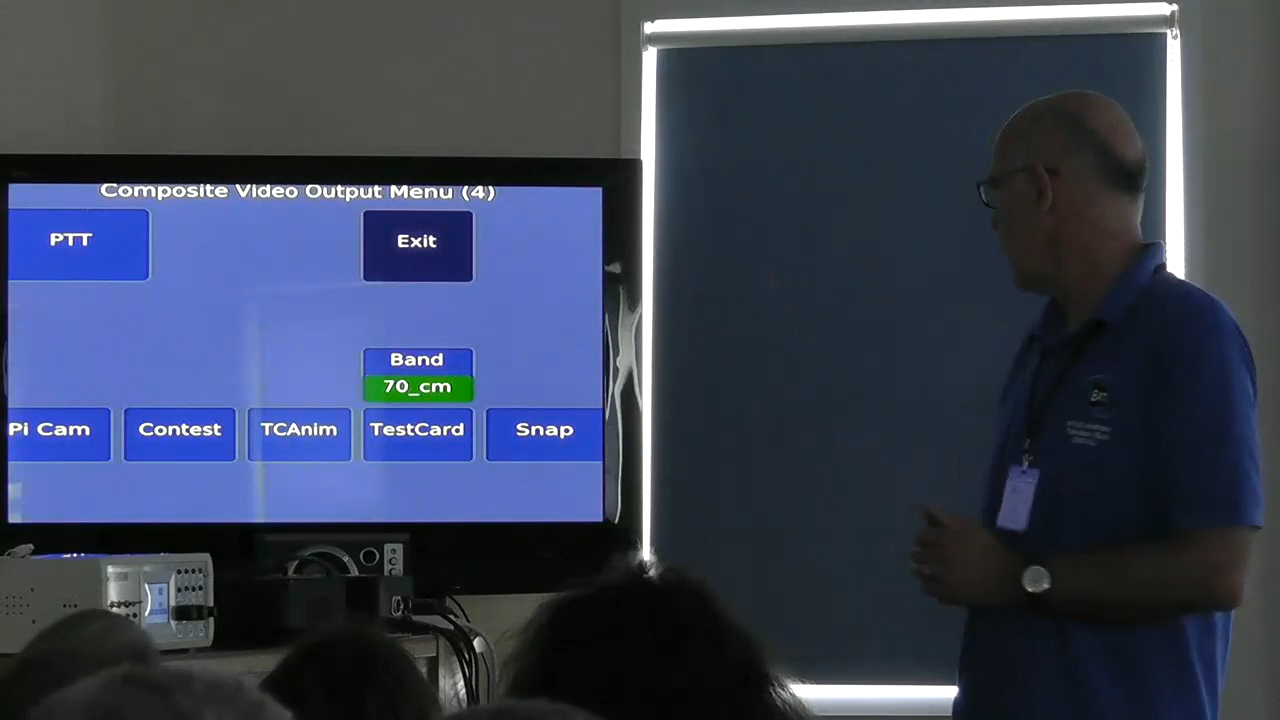 Composite Video Output Menu (4)
PTT
Exit
Band
70_cm
Pi Cam
Contest
TCAnim
TestCard
Snap